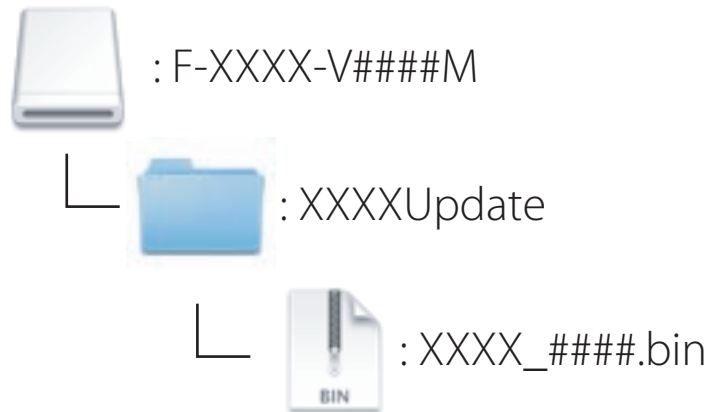 : F-XXXX-V####M
: XXXXUpdate
: XXXX_####.bin
BIN